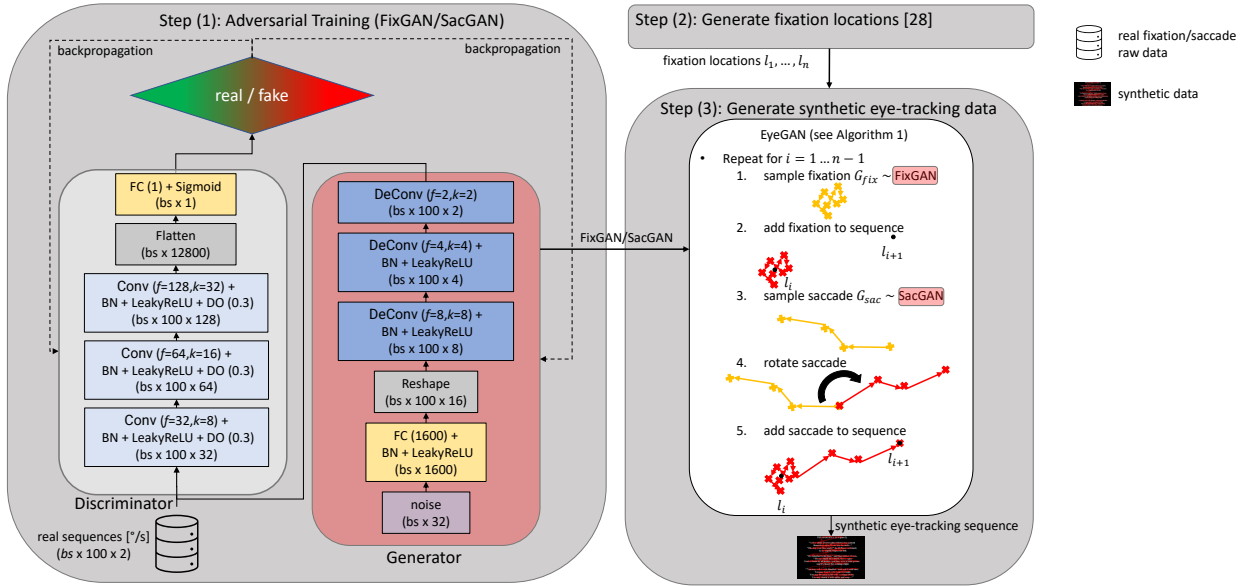 Step (1): Adversarial Training (FixGAN/SacGAN)
backpropagation
backpropagation
real / fake
FC (1) + Sigmoid
(bs x 1)
Flatten
(bs x 12800)
Conv (f=128,k=32) +
BN + LeakyReLU + DO (0.3)
(bs x 100 x 128)
Conv (f=64,k=16) +
BN + LeakyReLU + DO (0.3)
(bs x 100 x 64)
Conv (f=32,k=8) +
BN + LeakyReLU + DO (0.3)
(bs x 100 x 32)
Discriminator
real sequences [°/s]
(bs x 100 x 2)
DeConv (f=2,k=2)
(bs x 100 x 2)
DeConv (f=4,k=4) +
BN + LeakyReLU
(bs x 100 x 4)
DeConv (f=8,k=8) +
BN + LeakyReLU
(bs x 100 x 8)
Reshape
(bs x 100 x 16)
FC (1600) +
BN + LeakyReLU
(bs x 1600)
noise
(bs x 32)
Generator
FixGAN/SacGAN
Step (2): Generate fixation locations [28]
fixation locations l₁, … , lₙ
Step (3): Generate synthetic eye-tracking data
EyeGAN (see Algorithm 1)
• Repeat for i = 1 … n − 1
1. sample fixation G_fix ~ FixGAN
2. add fixation to sequence
l_{i+1}
l_i
3. sample saccade G_sac ~ SacGAN
4. rotate saccade
5. add saccade to sequence
l_{i+1}
l_i
synthetic eye-tracking sequence
real fixation/saccade
raw data
synthetic data